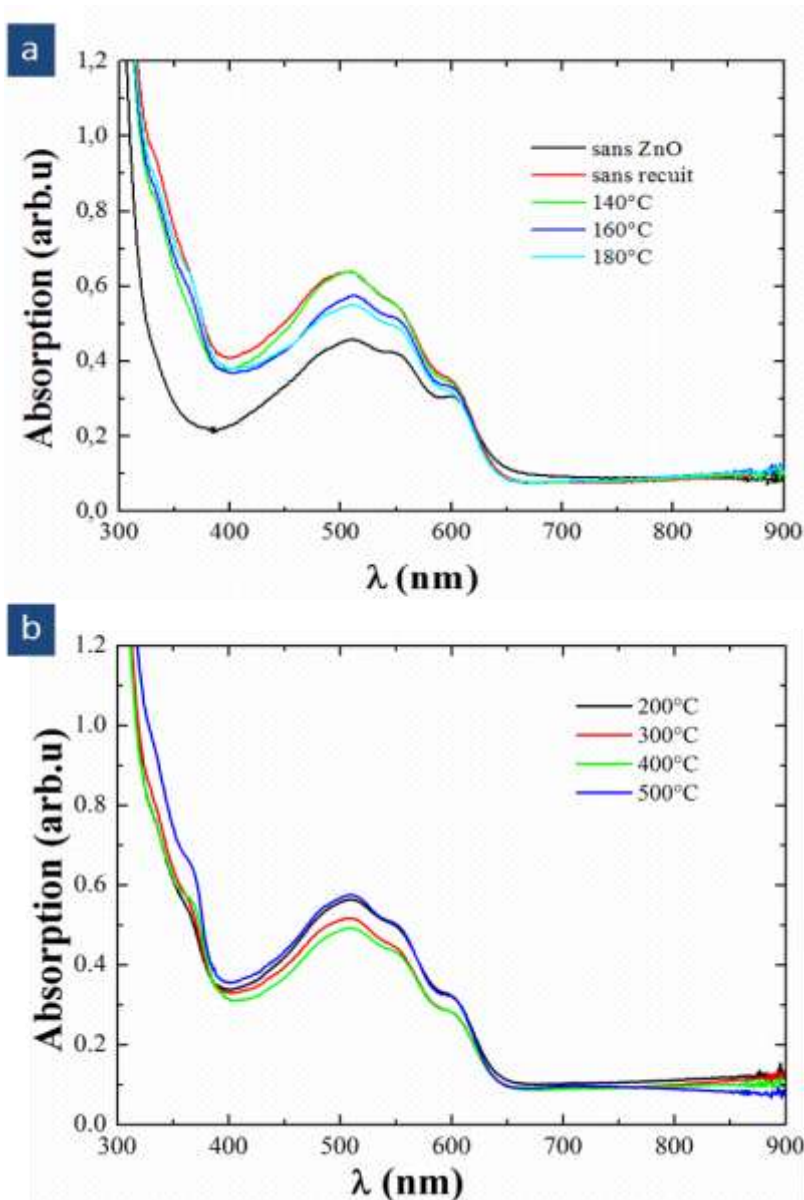 a
1,2
1,0
0,8
0,6
0,4
0,2
0,0
Absorption (arb.u)
sans ZnO
sans recuit
140°C
160°C
180°C
300 400 500 600 700 800 900
λ (nm)
b
1.2
1.0
0.8
0.6
0.4
0.2
0.0
Absorption (arb.u)
200°C
300°C
400°C
500°C
300 400 500 600 700 800 900
λ (nm)